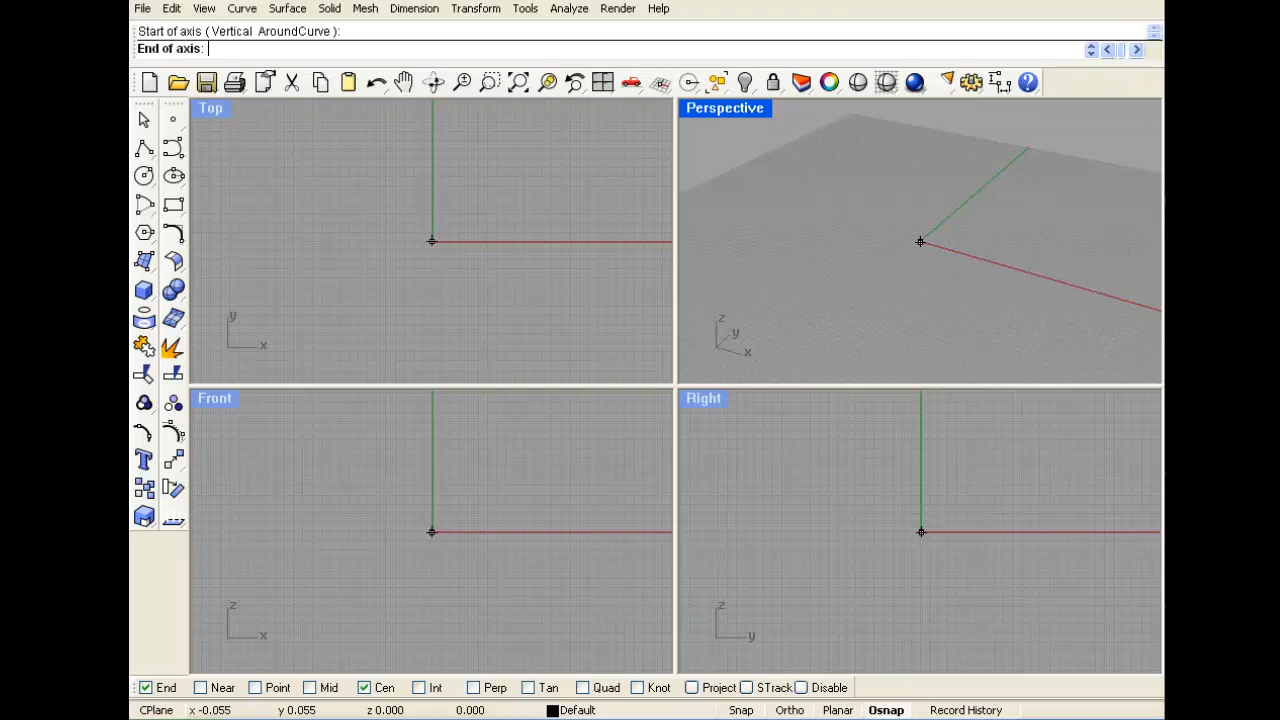 File Edit View Curve Surface Solid Mesh Dimension Transform Tools Analyze Render Help
Start of axis ( Vertical AroundCurve ):
End of axis:
Top
Perspective
y
x
z
y
x
Front
Right
z
x
z
y
End Near Point Mid Cen Int Perp Tan Quad Knot Project STrack Disable
CPlane x -0.055 y 0.055 z 0.000 0.000 Default Snap Ortho Planar Osnap Record History